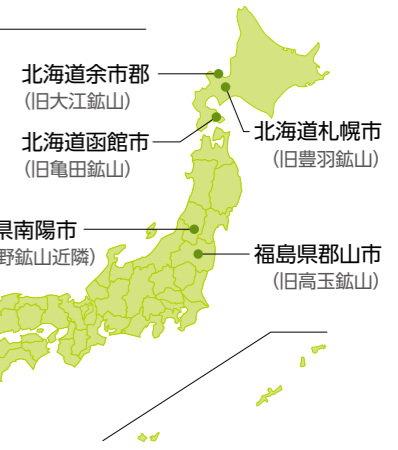 北海道余市郡
（旧大江鉱山）
北海道函館市
（旧亀田鉱山）
北海道札幌市
（旧豊羽鉱山）
県南陽市
野鉱山近隣）
福島県郡山市
（旧高玉鉱山）